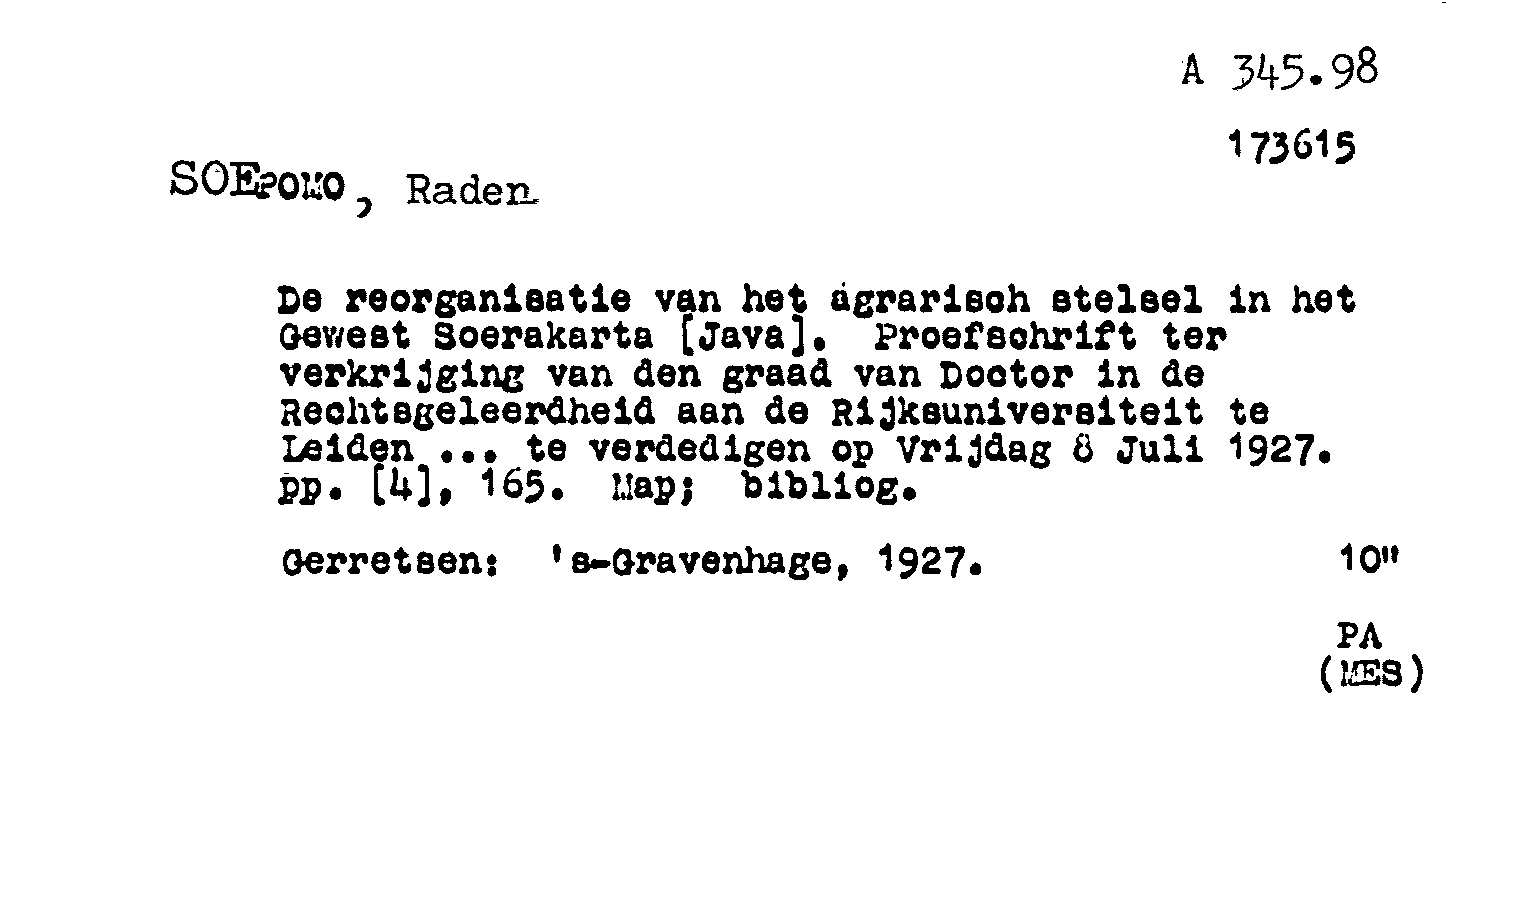 A 345.98
173615
SOEPOMO, Raden
De reorganisatie van het agrarisch stelsel in het
Gewest Soerakarta [Java]. Proefschrift ter
verkrijging van den graad van Doctor in de
Rechtsgeleerdheid aan de Rijksuniversiteit te
Leiden ... te verdedigen op Vrijdag 8 Juli 1927.
pp. [4], 165. Map; bibliog.
Gerretsen: 's-Gravenhage, 1927. 10"
PA
(MES)